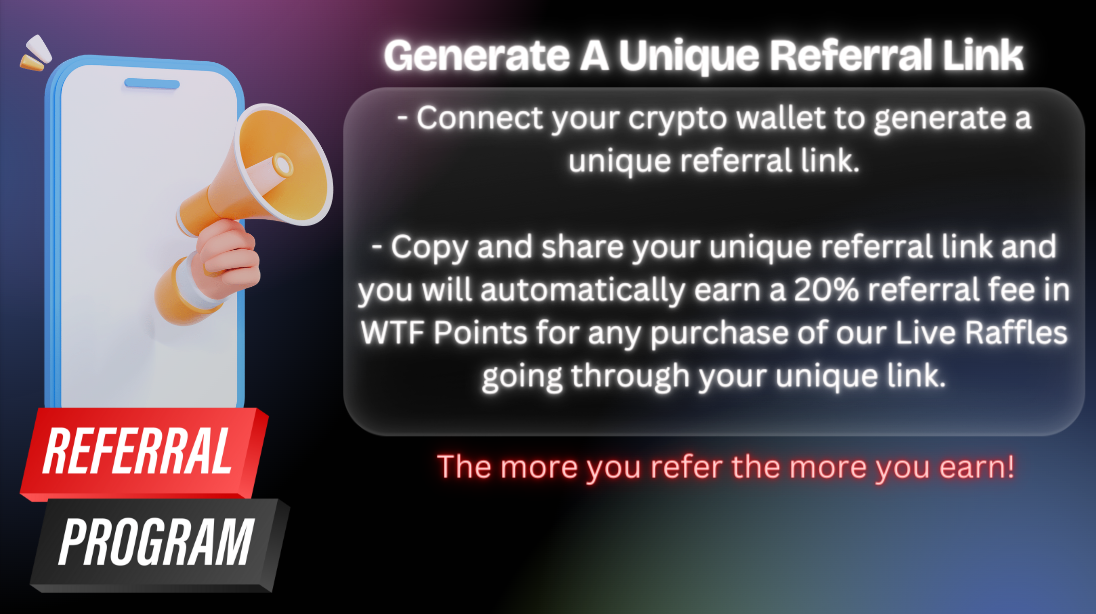 Generate A Unique Referral Link
- Connect your crypto wallet to generate a
unique referral link.
- Copy and share your unique referral link and
you will automatically earn a 20% referral fee in
WTF Points for any purchase of our Live Raffles
going through your unique link.
The more you refer the more you earn!
REFERRAL
PROGRAM